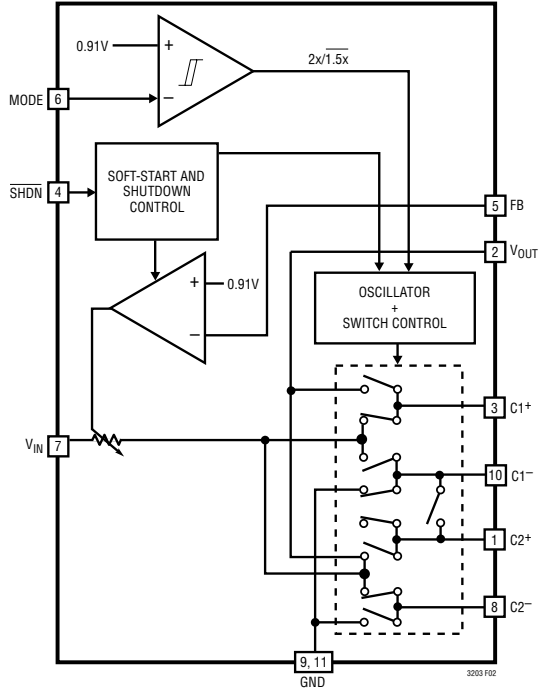 0.91V
+
2x/1.5x
MODE
6
–
SHDN
4
SOFT-START AND
SHUTDOWN
CONTROL
5
FB
2
VOUT
+
0.91V
–
OSCILLATOR
+
SWITCH CONTROL
3
C1+
VIN
7
10
C1–
1
C2+
8
C2–
9, 11
GND
3203 F02